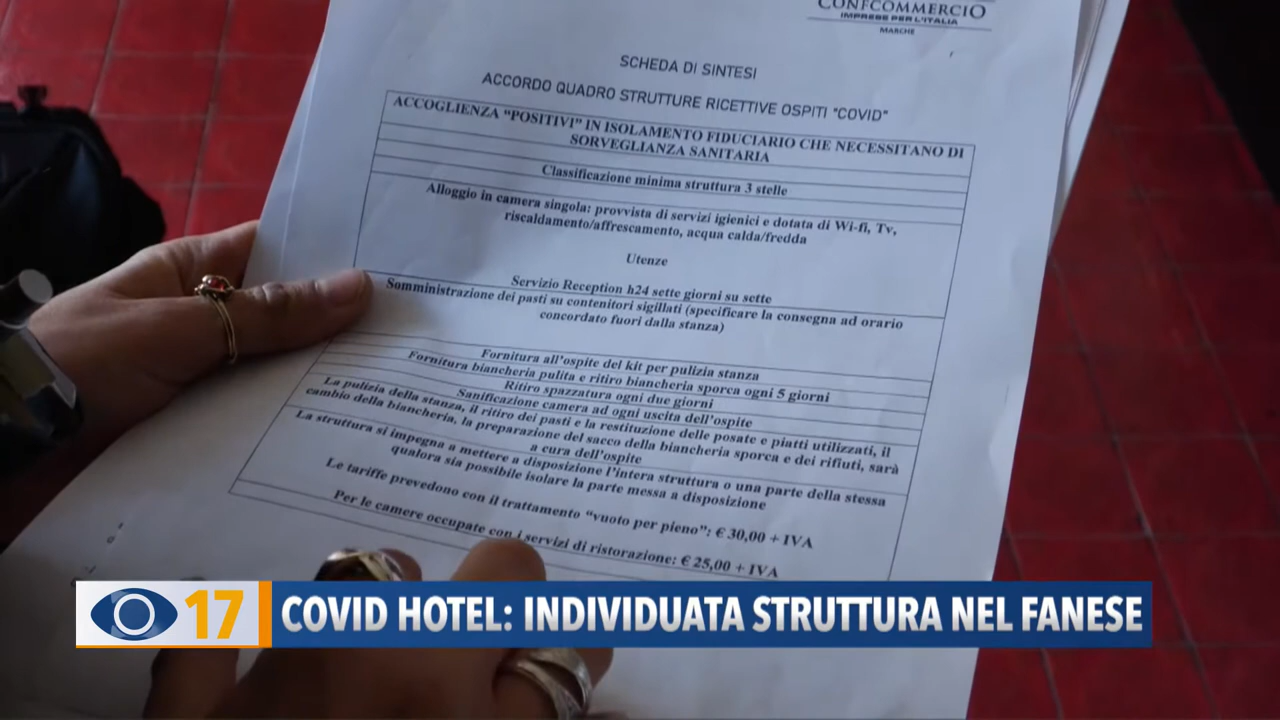 CONFCOMMERCIO
IMPRESE PER L'ITALIA
MARCHE
SCHEDA DI SINTESI
ACCORDO QUADRO STRUTTURE RICETTIVE OSPITI "COVID"
ACCOGLIENZA "POSITIVI" IN ISOLAMENTO FIDUCIARIO CHE NECESSITANO DI
SORVEGLIANZA SANITARIA
Classificazione minima struttura 3 stelle
Alloggio in camera singola: provvista di servizi igienici e dotata di Wi-fi, Tv,
riscaldamento/affrescamento, acqua calda/fredda
Utenze
Servizio Reception h24 sette giorni su sette
Somministrazione dei pasti su contenitori sigillati (specificare la consegna ad orario
concordato fuori dalla stanza)
Fornitura all'ospite del kit per pulizia stanza
Fornitura biancheria pulita e ritiro biancheria sporca ogni 5 giorni
Ritiro spazzatura ogni due giorni
Sanificazione camera ad ogni uscita dell'ospite
La pulizia della stanza, il ritiro dei pasti e la restituzione delle posate e piatti utilizzati, il
cambio della biancheria, la preparazione del sacco della biancheria sporca e dei rifiuti, sarà
a cura dell'ospite
La struttura si impegna a mettere a disposizione l'intera struttura o una parte della stessa
qualora sia possibile isolare la parte messa a disposizione
Le tariffe prevedono con il trattamento "vuoto per pieno": € 30,00 + IVA
Per le camere occupate con i servizi di ristorazione: € 25,00 + IVA
17 COVID HOTEL: INDIVIDUATA STRUTTURA NEL FANESE